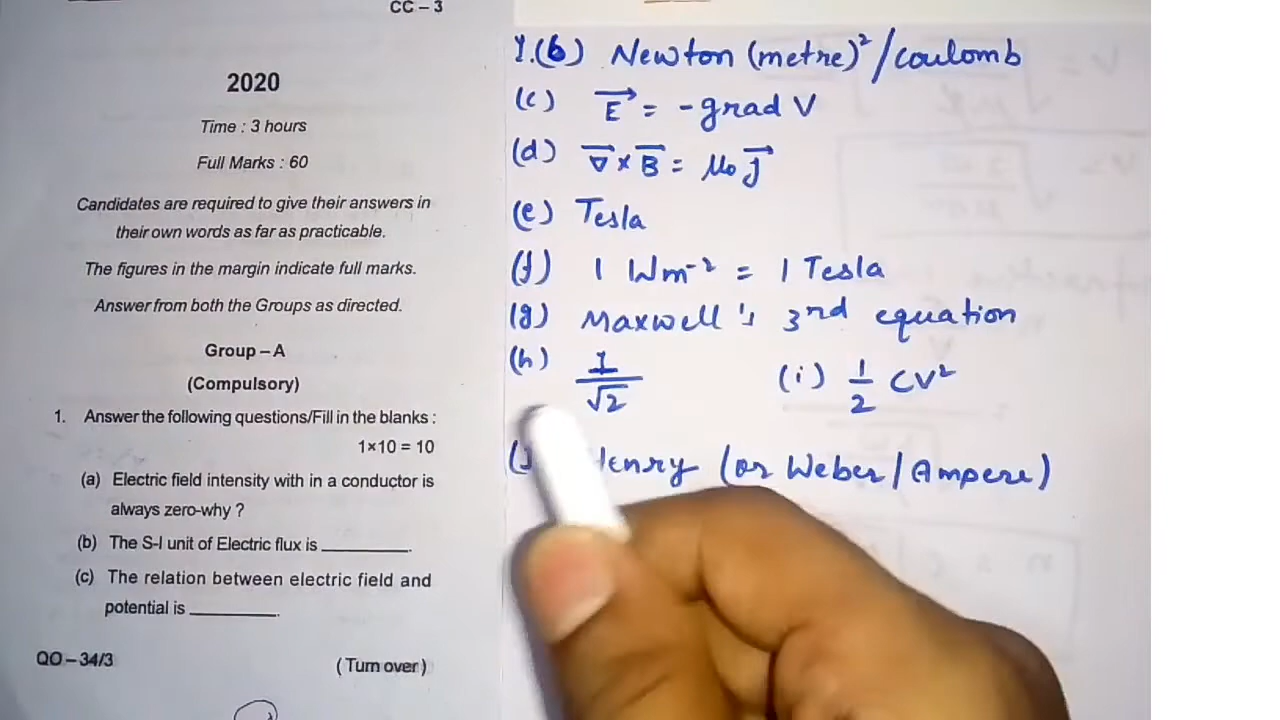 CC – 3
2020
Time : 3 hours
Full Marks : 60
Candidates are required to give their answers in
their own words as far as practicable.
The figures in the margin indicate full marks.
Answer from both the Groups as directed.
Group – A
(Compulsory)
1. Answer the following questions/Fill in the blanks :
1×10 = 10
(a) Electric field intensity with in a conductor is
always zero-why ?
(b) The S-I unit of Electric flux is ________.
(c) The relation between electric field and
potential is ________.
QO – 34/3 (Turn over)
1.(b) Newton (metre)²/coulomb
(c) E⃗ = -grad V
(d) ∇⃗ × B⃗ = μ₀ J⃗
(e) Tesla
(f) 1 Wm⁻² = 1 Tesla
(g) Maxwell's 3rd equation
(h) 1/√2 (i) 1/2 CV²
Henry (or Weber/Ampere)